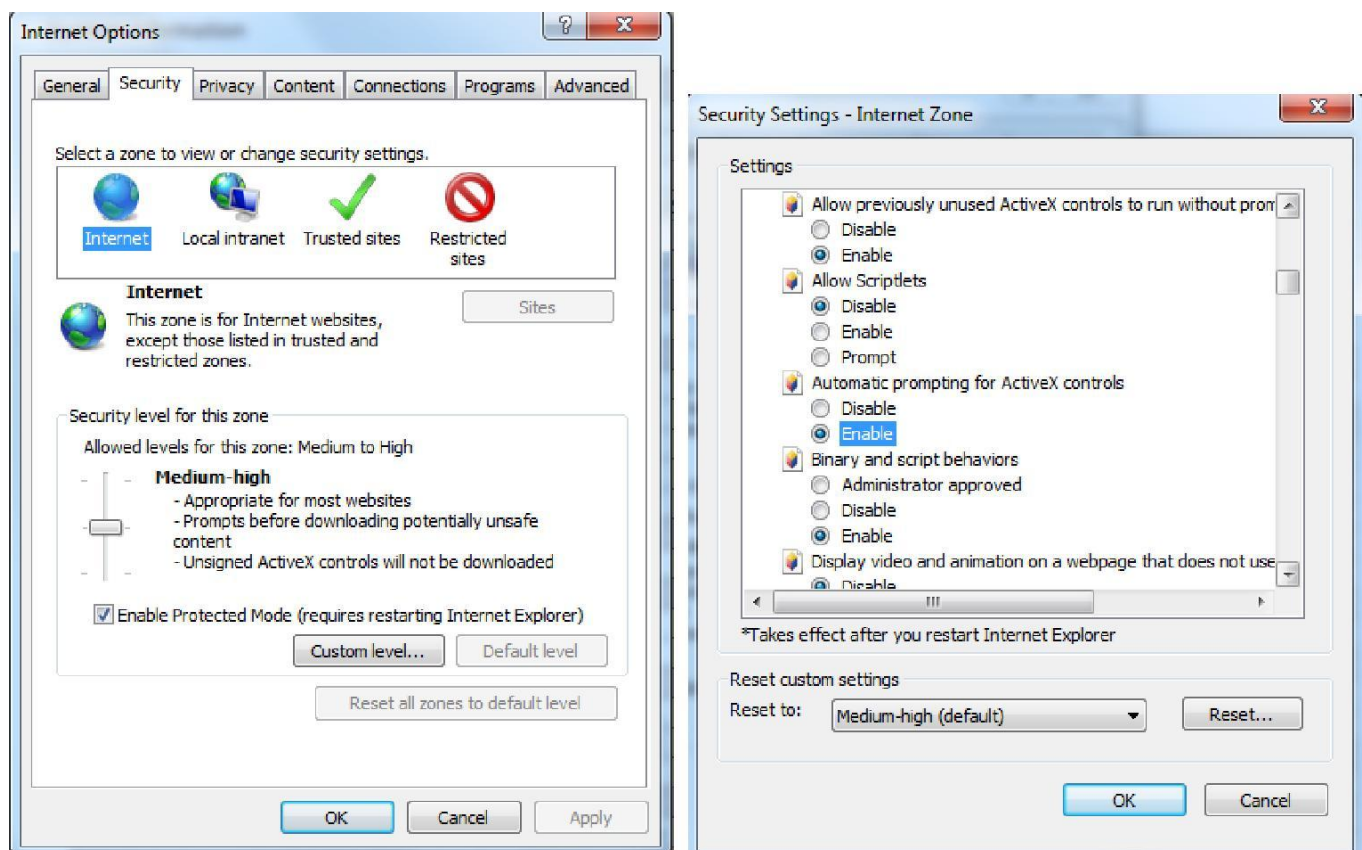 Internet Options
General Security Privacy Content Connections Programs Advanced
Select a zone to view or change security settings.
Internet Local intranet Trusted sites Restricted
sites
Internet
Sites
This zone is for Internet websites,
except those listed in trusted and
restricted zones.
Security level for this zone
Allowed levels for this zone: Medium to High
Medium-high
- Appropriate for most websites
- Prompts before downloading potentially unsafe
content
- Unsigned ActiveX controls will not be downloaded
Enable Protected Mode (requires restarting Internet Explorer)
Custom level... Default level
Reset all zones to default level
OK Cancel Apply
Security Settings - Internet Zone
Settings
Allow previously unused ActiveX controls to run without prom
Disable
Enable
Allow Scriptlets
Disable
Enable
Prompt
Automatic prompting for ActiveX controls
Disable
Enable
Binary and script behaviors
Administrator approved
Disable
Enable
Display video and animation on a webpage that does not use
Disable
*Takes effect after you restart Internet Explorer
Reset custom settings
Reset to: Medium-high (default) Reset...
OK Cancel